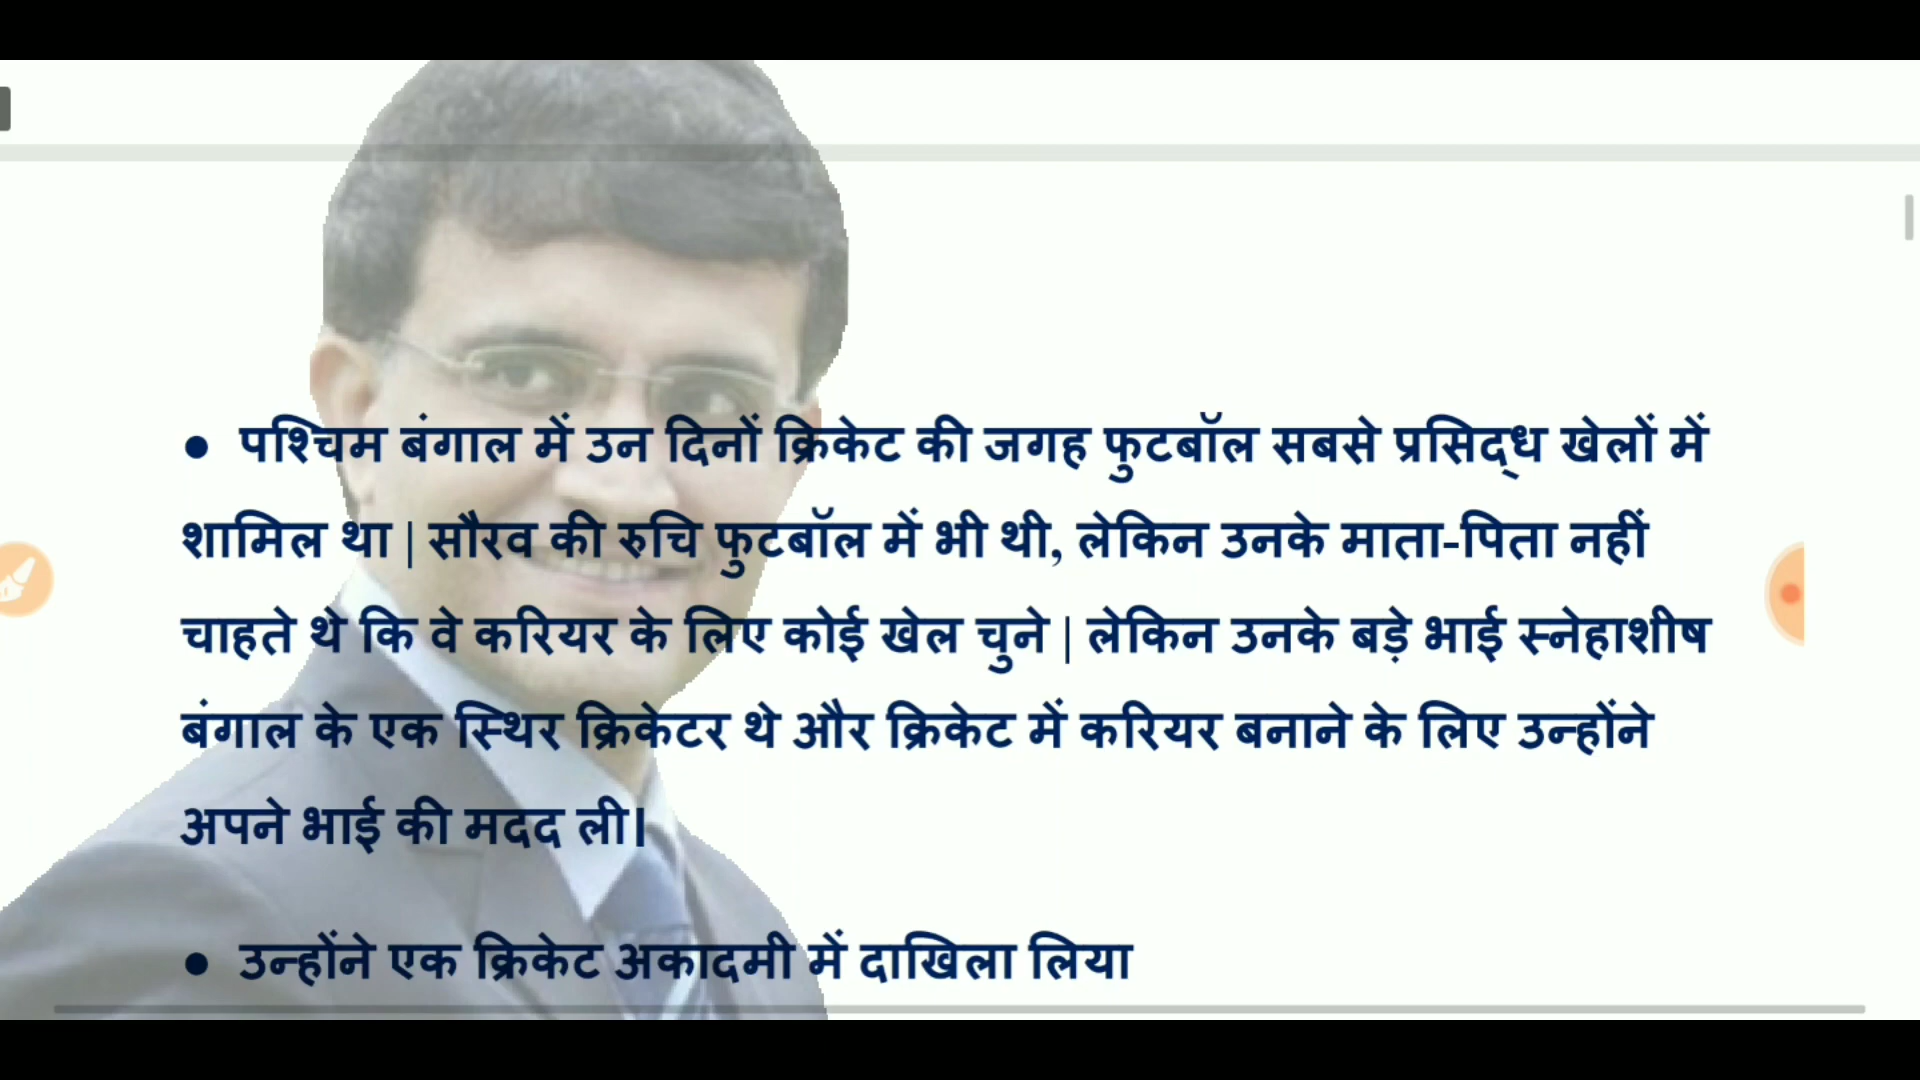 ● पश्चिम बंगाल में उन दिनों क्रिकेट की जगह फुटबॉल सबसे प्रसिद्ध खेलों में
शामिल था | सौरव की रुचि फुटबॉल में भी थी, लेकिन उनके माता-पिता नहीं
चाहते थे कि वे करियर के लिए कोई खेल चुने | लेकिन उनके बड़े भाई स्नेहाशीष
बंगाल के एक स्थिर क्रिकेटर थे और क्रिकेट में करियर बनाने के लिए उन्होंने
अपने भाई की मदद ली।
● उन्होंने एक क्रिकेट अकादमी में दाखिला लिया